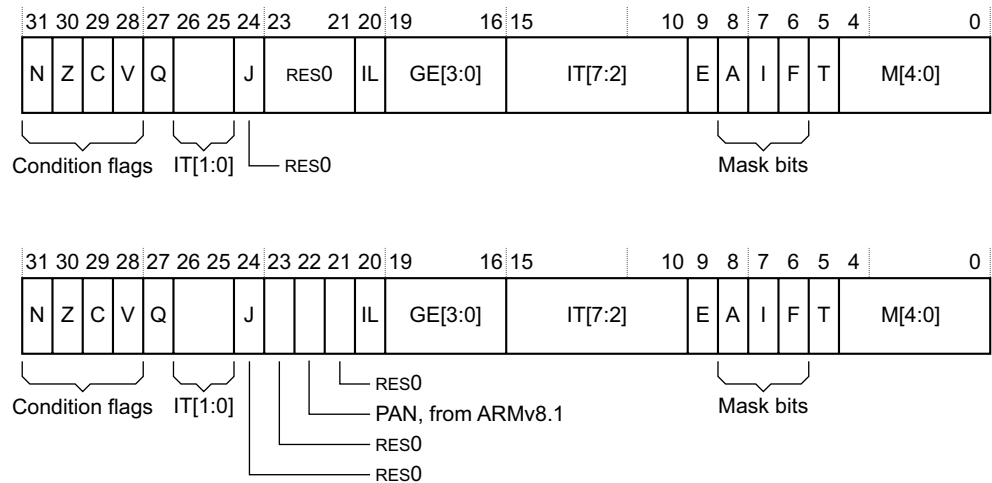 31 30 29 28 27 26 25 24 23 21 20 19 16 15 10 9 8 7 6 5 4 0
N Z C V Q J RES0 IL GE[3:0] IT[7:2] E A I F T M[4:0]
Condition flags IT[1:0] RES0 Mask bits
31 30 29 28 27 26 25 24 23 22 21 20 19 16 15 10 9 8 7 6 5 4 0
N Z C V Q J IL GE[3:0] IT[7:2] E A I F T M[4:0]
RES0
Condition flags IT[1:0] PAN, from ARMv8.1 Mask bits
RES0
RES0